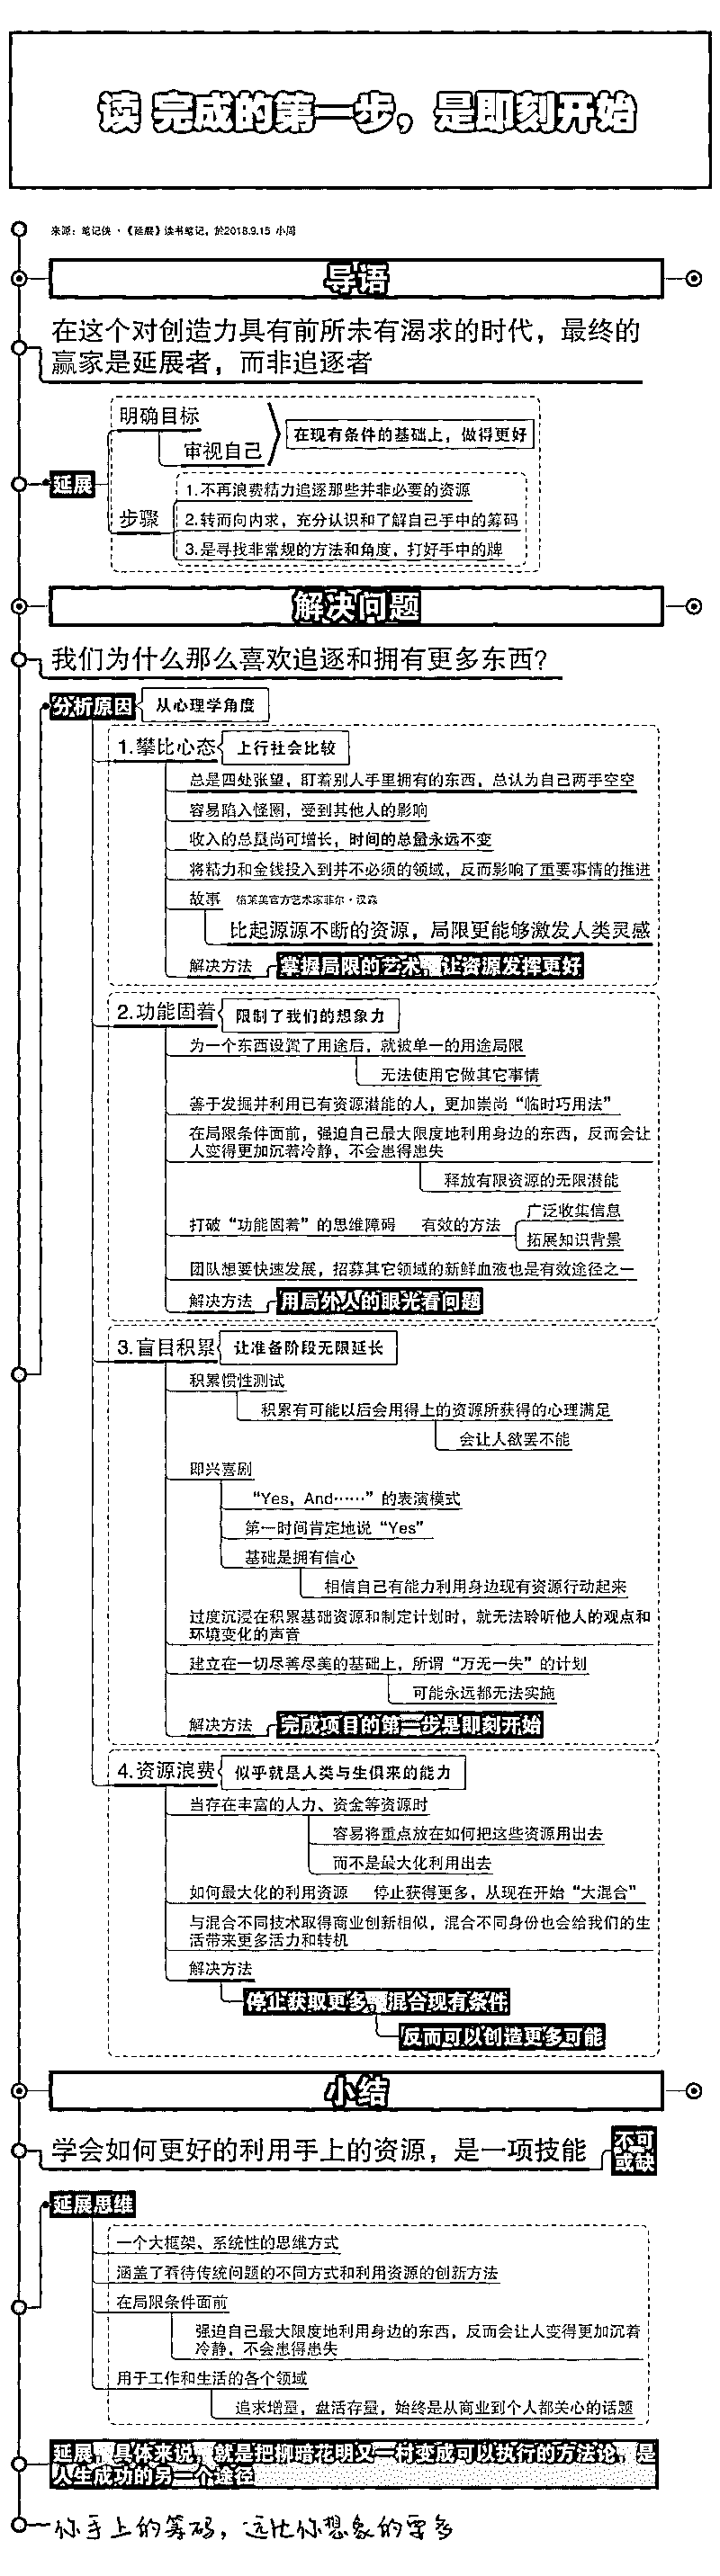 读 完成的第一步，是即刻开始
来源：笔记侠 ·《延展》读书笔记，於2018.9.15 小周
导语
在这个对创造力具有前所未有渴求的时代，最终的
赢家是延展者，而非追逐者
延展
明确目标
审视自己
在现有条件的基础上，做得更好
步骤
1.不再浪费精力追逐那些并非必要的资源
2.转而向内求，充分认识和了解自己手中的筹码
3.是寻找非常规的方法和角度，打好手中的牌
解决问题
我们为什么那么喜欢追逐和拥有更多东西?
分析原因
从心理学角度
1.攀比心态
上行社会比较
总是四处张望，盯着别人手里拥有的东西，总认为自己两手空空
容易陷入怪圈，受到其他人的影响
收入的总量尚可增长，时间的总量永远不变
将精力和金钱投入到并不必须的领域，反而影响了重要事情的推进
故事 格莱美官方艺术家菲尔·汉森
比起源源不断的资源，局限更能够激发人类灵感
解决方法
掌握局限的艺术，让资源发挥更好
2.功能固着
限制了我们的想象力
为一个东西设置了用途后，就被单一的用途局限
无法使用它做其它事情
善于发掘并利用已有资源潜能的人，更加崇尚“临时巧用法”
在局限条件面前，强迫自己最大限度地利用身边的东西，反而会让
人变得更加沉着冷静，不会患得患失
释放有限资源的无限潜能
打破“功能固着”的思维障碍 有效的方法
广泛收集信息
拓展知识背景
团队想要快速发展，招募其它领域的新鲜血液也是有效途径之一
解决方法
用局外人的眼光看问题
3.盲目积累
让准备阶段无限延长
积累惯性测试
积累有可能以后会用得上的资源所获得的心理满足
会让人欲罢不能
即兴喜剧
“Yes，And……”的表演模式
第一时间肯定地说“Yes”
基础是拥有信心
相信自己有能力利用身边现有资源行动起来
过度沉浸在积累基础资源和制定计划时，就无法聆听他人的观点和
环境变化的声音
建立在一切尽善尽美的基础上，所谓“万无一失”的计划
可能永远都无法实施
解决方法
完成项目的第一步是即刻开始
4.资源浪费
似乎就是人类与生俱来的能力
当存在丰富的人力、资金等资源时
容易将重点放在如何把这些资源用出去
而不是最大化利用出去
如何最大化的利用资源 停止获得更多，从现在开始“大混合”
与混合不同技术取得商业创新相似，混合不同身份也会给我们的生
活带来更多活力和转机
解决方法
停止获取更多，混合现有条件
反而可以创造更多可能
小结
学会如何更好的利用手上的资源，是一项技能
不可
或缺
延展思维
一个大框架、系统性的思维方式
涵盖了看待传统问题的不同方式和利用资源的创新方法
在局限条件面前
强迫自己最大限度地利用身边的东西，反而会让人变得更加沉着
冷静，不会患得患失
用于工作和生活的各个领域
追求增量，盘活存量，始终是从商业到个人都关心的话题
延展，具体来说，就是把柳暗花明又一村变成可以执行的方法论，是
人生成功的另一个途径
你手上的筹码，远比你想象的要多